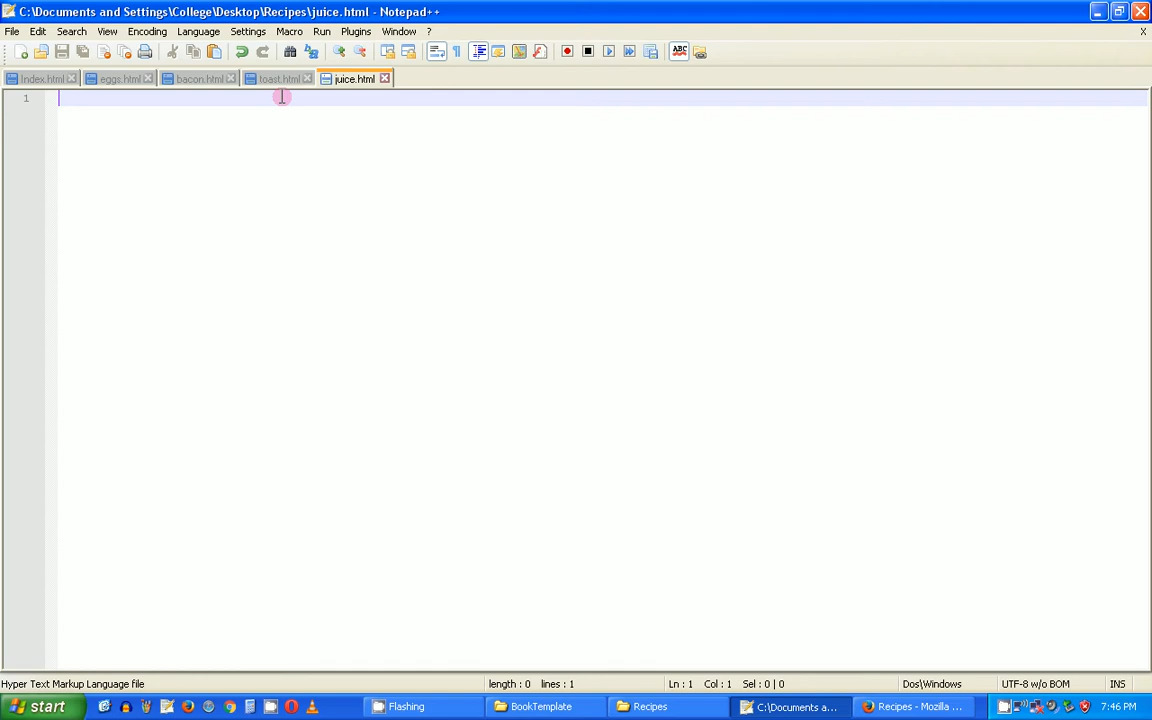 C:\Documents and Settings\College\Desktop\Recipes\juice.html - Notepad++
File Edit Search View Encoding Language Settings Macro Run Plugins Window ? X
ABC
Index.html eggs.html bacon.html toast.html juice.html
1
Hyper Text Markup Language file length : 0 lines : 1 Ln : 1 Col : 1 Sel : 0 | 0 Dos\Windows UTF-8 w/o BOM INS
start Flashing BookTemplate Recipes C:\Documents a... Recipes - Mozilla ... 7:46 PM